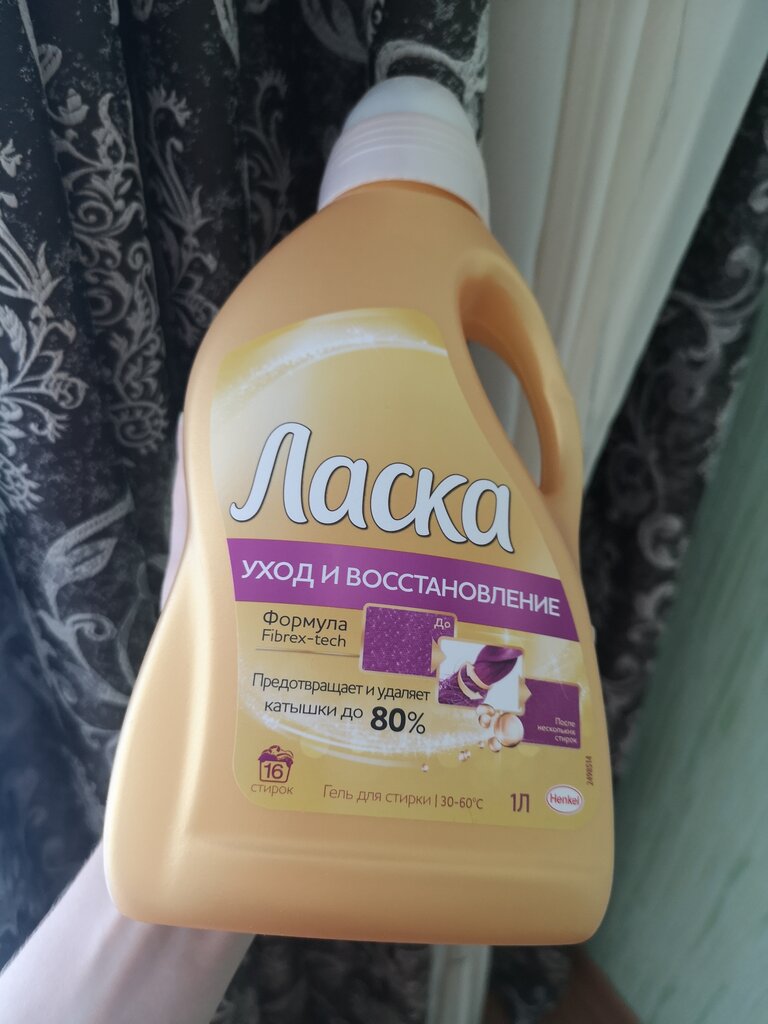 Ласка
УХОД И ВОССТАНОВЛЕНИЕ
Формула
Fibrex-tech
До
Предотвращает и удаляет
катышки до 80%
После
нескольких
стирок
16
стирок
Гель для стирки | 30-60°C
1Л
Henkel
2498514